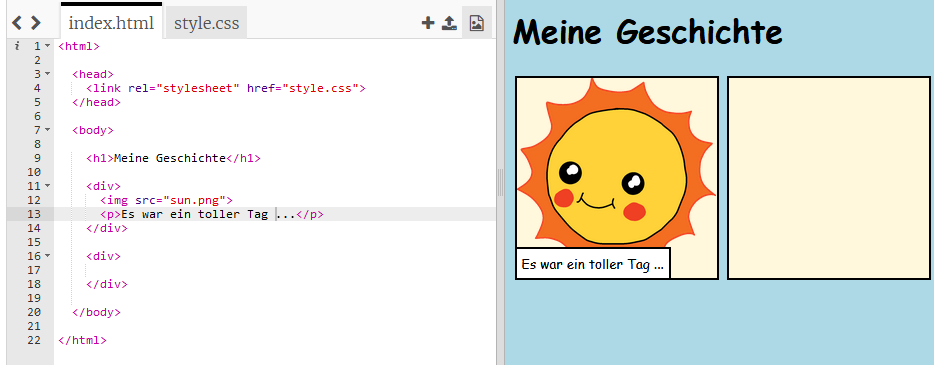 index.html style.css
Meine Geschichte
i 1 <html>
2
3 <head>
4 <link rel="stylesheet" href="style.css">
5 </head>
6
7 <body>
8
9 <h1>Meine Geschichte</h1>
10
11 <div>
12 <img src="sun.png">
13 <p>Es war ein toller Tag ...</p>
14 </div>
15
16 <div>
17
18 </div>
19
20 </body>
21
22 </html>
Es war ein toller Tag ...